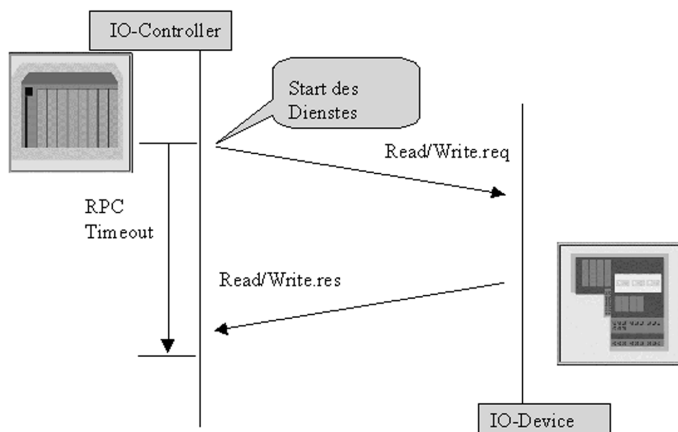 IO-Controller
Start des
Dienstes
Read/Write.req
RPC
Timeout
Read/Write.res
IO-Device